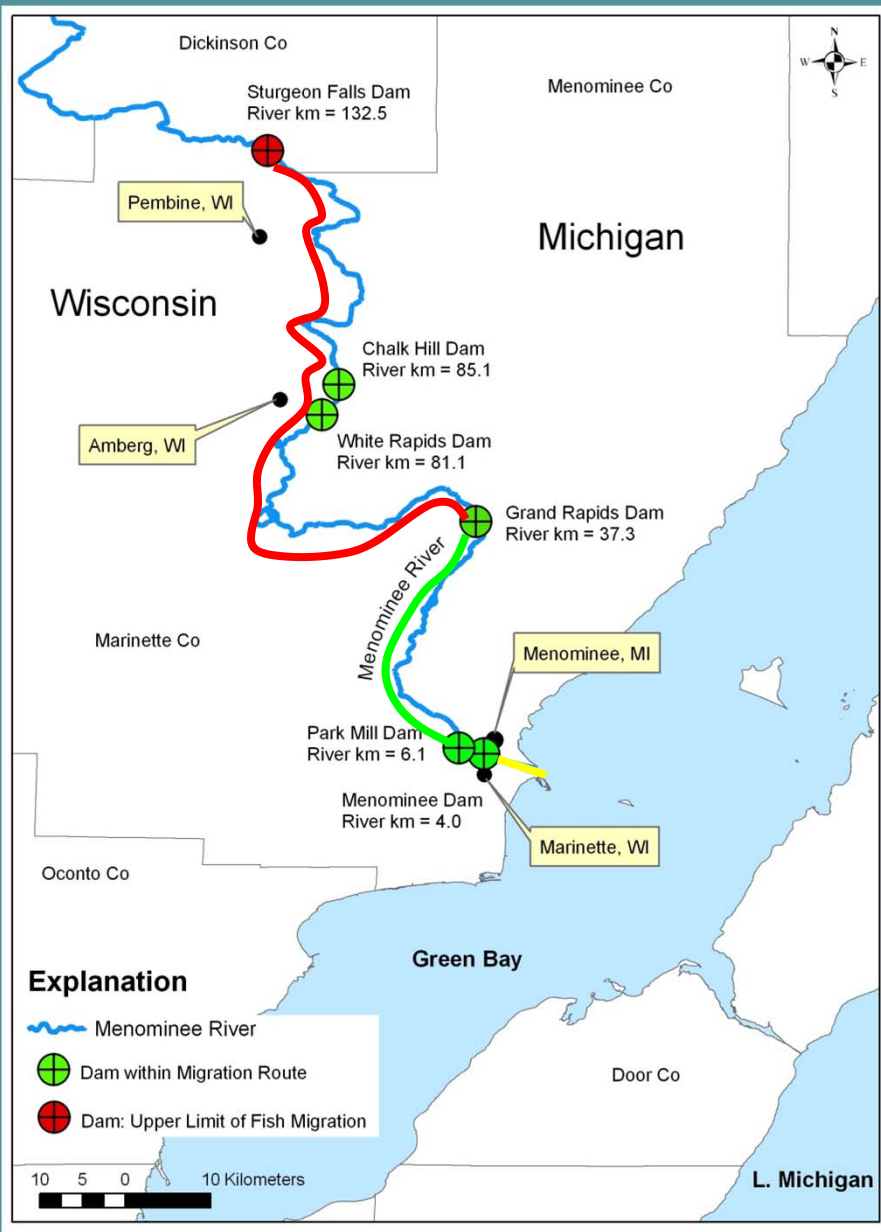 Dickinson Co
N
W E
S
Sturgeon Falls Dam
River km = 132.5
Menominee Co
Pembine, WI
Michigan
Wisconsin
Chalk Hill Dam
River km = 85.1
Amberg, WI
White Rapids Dam
River km = 81.1
Grand Rapids Dam
River km = 37.3
Menominee River
Marinette Co
Menominee, MI
Park Mill Dam
River km = 6.1
Menominee Dam
River km = 4.0
Marinette, WI
Oconto Co
Green Bay
Explanation
Menominee River
Dam within Migration Route
Dam: Upper Limit of Fish Migration
Door Co
10 5 0 10 Kilometers
L. Michigan